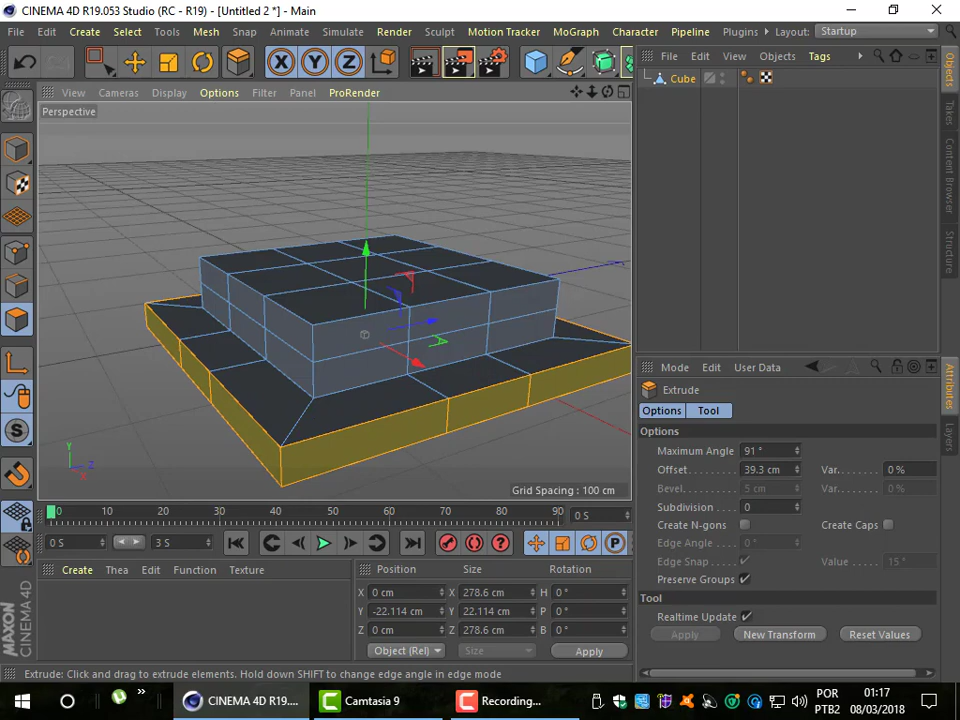 CINEMA 4D R19.053 Studio (RC - R19) - [Untitled 2 *] - Main
File Edit Create Select Tools Mesh Snap Animate Simulate Render Sculpt Motion Tracker MoGraph Character Pipeline Plugins Layout: Startup
X Y Z
File Edit View Objects Tags
View Cameras Display Options Filter Panel ProRender
Cube
Perspective
Objects
Takes
Content Browser
Structure
Y
Z
X
Grid Spacing : 100 cm
Mode Edit User Data
Extrude
Options Tool
Options
Maximum Angle 91 °
Offset 39.3 cm Var. 0 %
Bevel 5 cm Var. 0 %
Subdivision 0
Create N-gons Create Caps
Edge Angle 0 °
Edge Snap Value 15 °
Preserve Groups
Tool
Realtime Update
Apply New Transform Reset Values
Attributes
Layers
0 10 20 30 40 50 60 70 80 90 0 S
0 S 3 S
Create Thea Edit Function Texture
Position Size Rotation
X 0 cm X 278.6 cm H 0 °
Y -22.114 cm Y 22.114 cm P 0 °
Z 0 cm Z 278.6 cm B 0 °
Object (Rel) Size Apply
MAXON
CINEMA 4D
Extrude: Click and drag to extrude elements. Hold down SHIFT to change edge angle in edge mode
CINEMA 4D R19.053... Camtasia 9 Recording...
POR
PTB2
01:17
08/03/2018